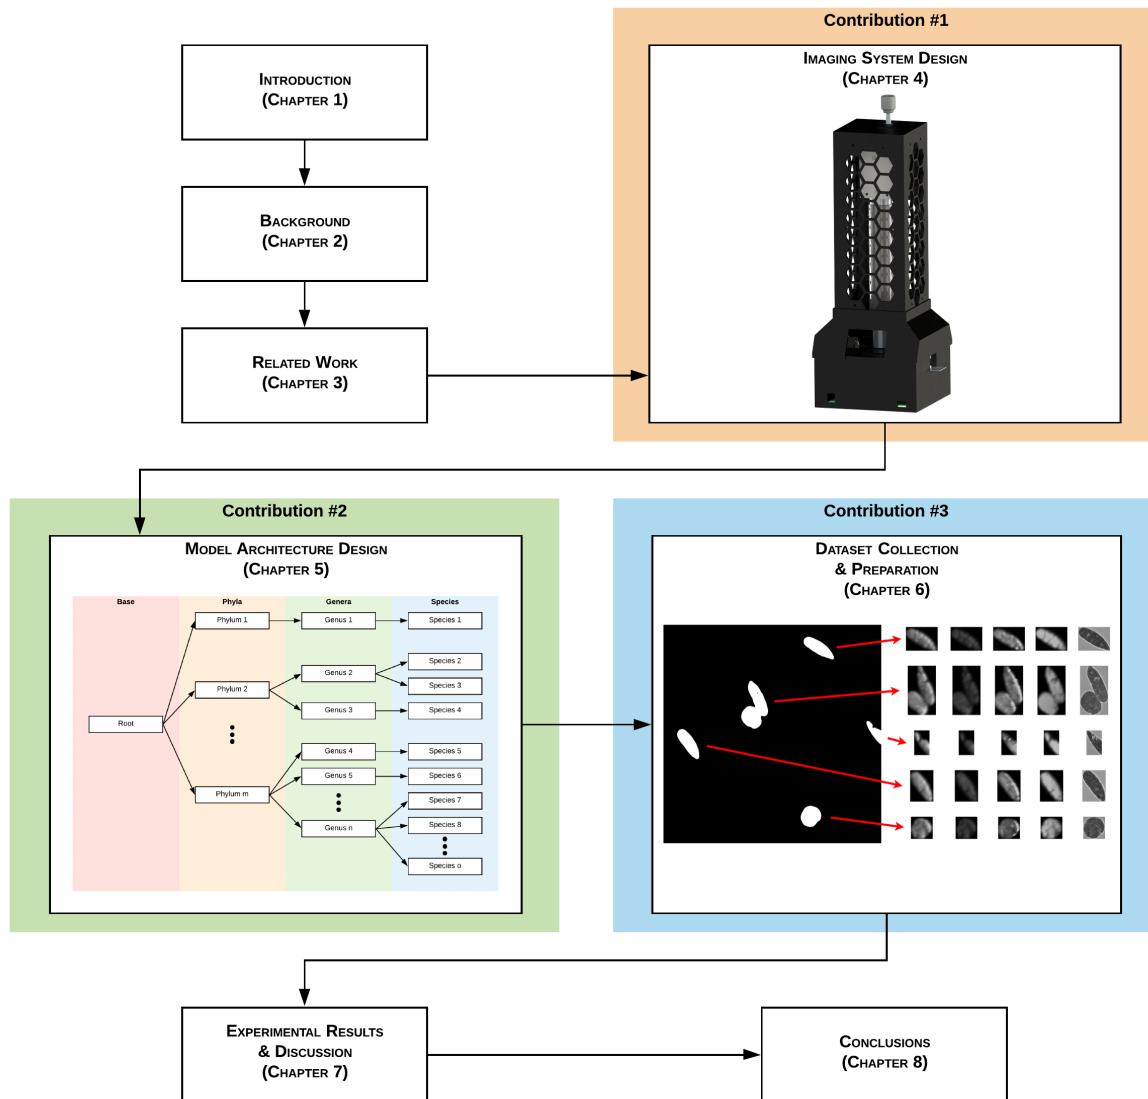 Contribution #1
Introduction
(Chapter 1)
Imaging System Design
(Chapter 4)
Background
(Chapter 2)
Related Work
(Chapter 3)
Contribution #2
Model Architecture Design
(Chapter 5)
Base
Phyla
Genera
Species
Root
Phylum 1
Phylum 2
Phylum m
Genus 1
Genus 2
Genus 3
Genus 4
Genus 5
Genus n
Species 1
Species 2
Species 3
Species 4
Species 5
Species 6
Species 7
Species 8
Species o
Contribution #3
Dataset Collection
& Preparation
(Chapter 6)
Experimental Results
& Discussion
(Chapter 7)
Conclusions
(Chapter 8)